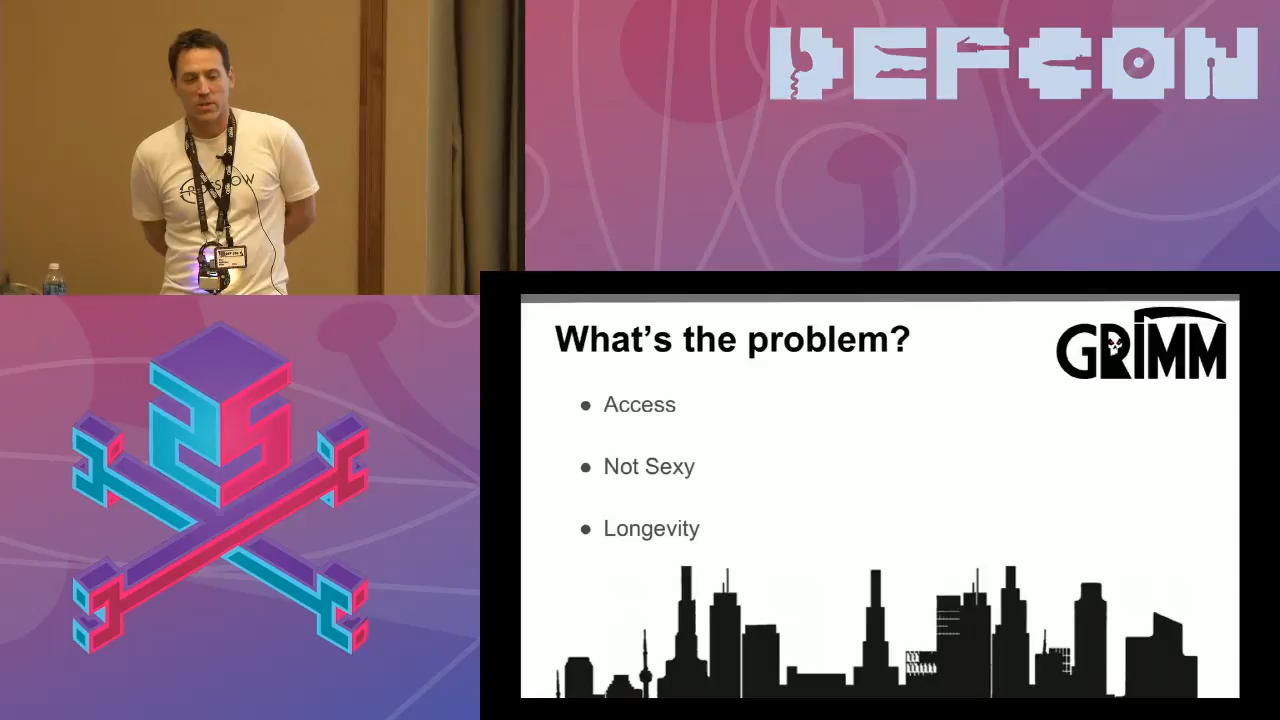 DEFCON
What's the problem?
GRIMM
● Access
● Not Sexy
● Longevity